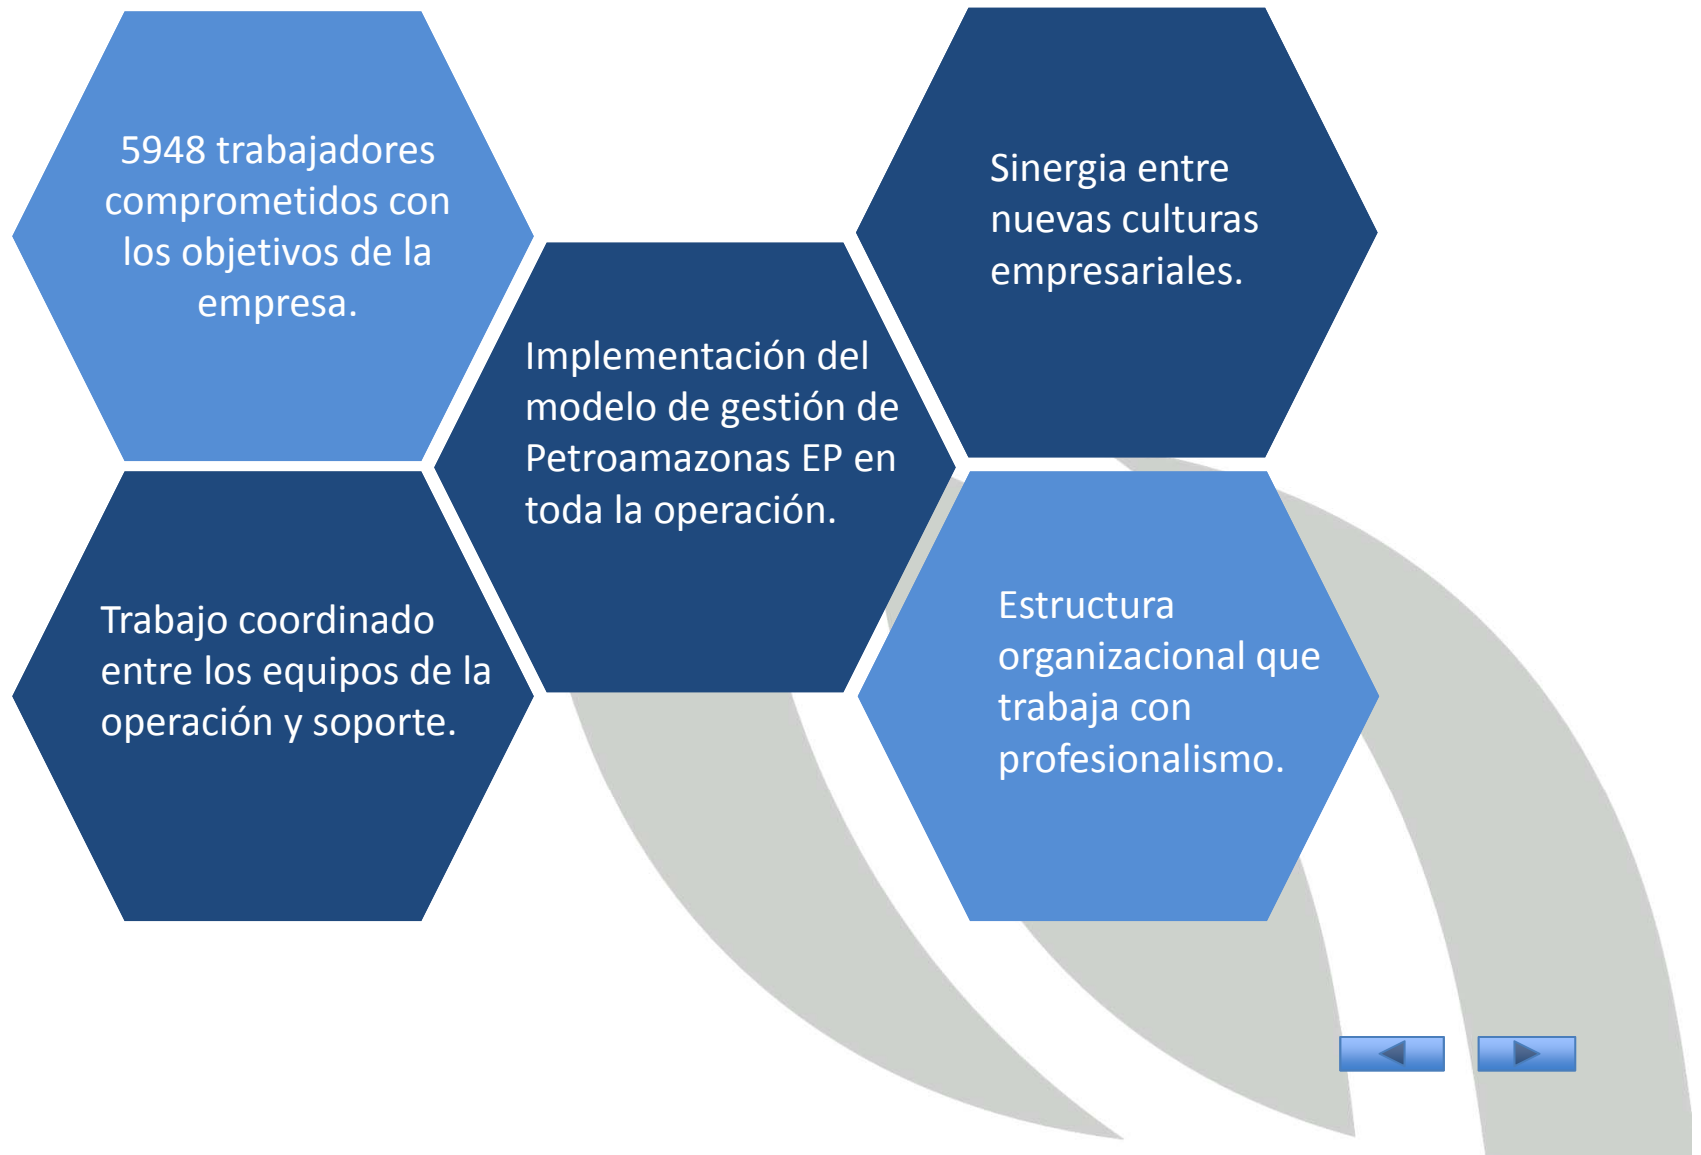 5948 trabajadores
comprometidos con
los objetivos de la
empresa.
Sinergia entre
nuevas culturas
empresariales.
Implementación del
modelo de gestión de
Petroamazonas EP en
toda la operación.
Trabajo coordinado
entre los equipos de la
operación y soporte.
Estructura
organizacional que
trabaja con
profesionalismo.